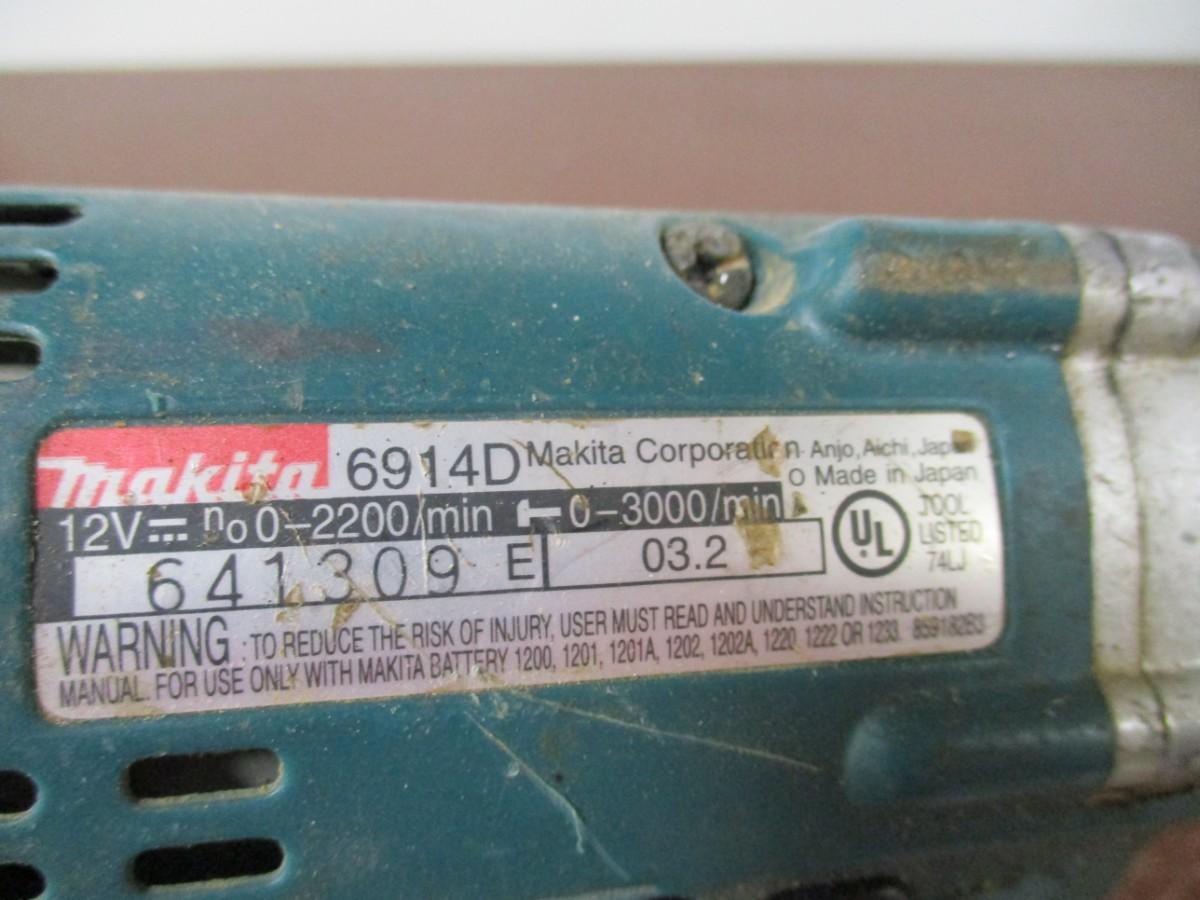 makita 6914D Makita Corporation Anjo, Aichi, Japan
Made in Japan
12V⎓ no 0-2200/min 0-3000/min
641309 E 03.2
UL
TOOL
LISTED
74LJ
WARNING : TO REDUCE THE RISK OF INJURY, USER MUST READ AND UNDERSTAND INSTRUCTION
MANUAL. FOR USE ONLY WITH MAKITA BATTERY 1200, 1201, 1201A, 1202, 1202A, 1220, 1222 OR 1233. 859182B3